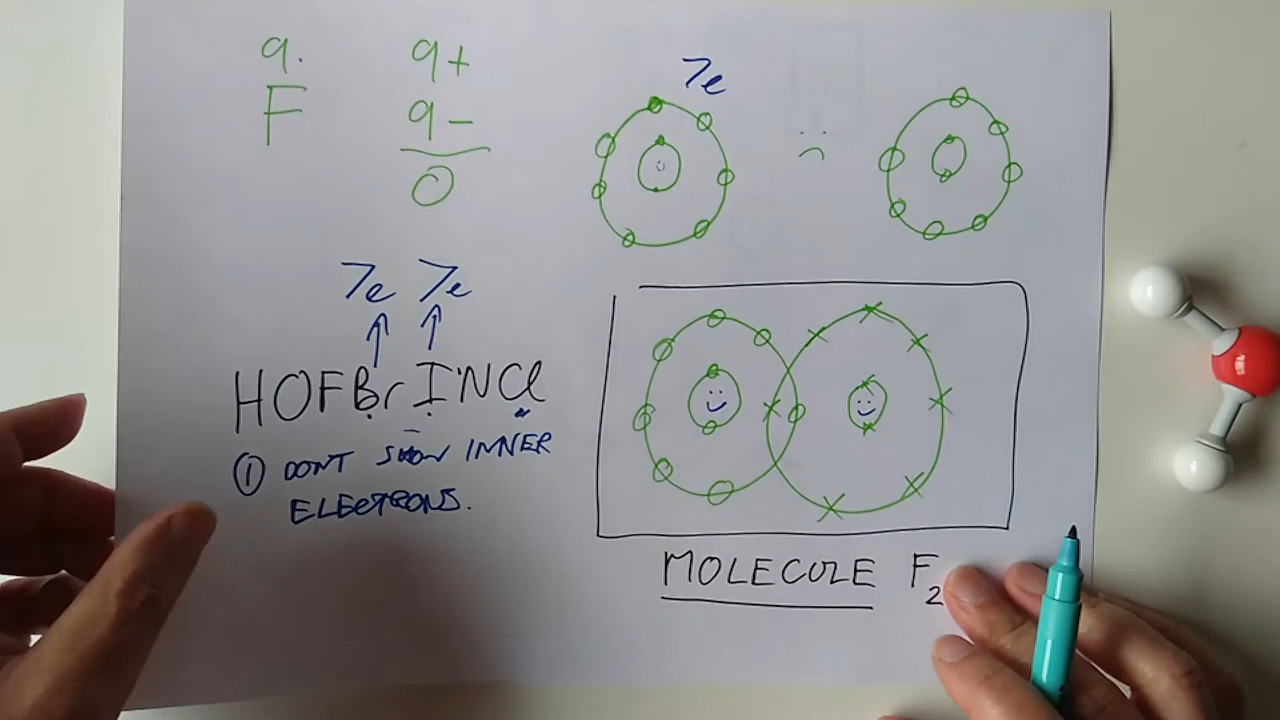 9.
F
9+
9-
0
7e
7e 7e
HOFBrINCl
① DONT SHOW INNER
ELECTRONS.
MOLECULE F2